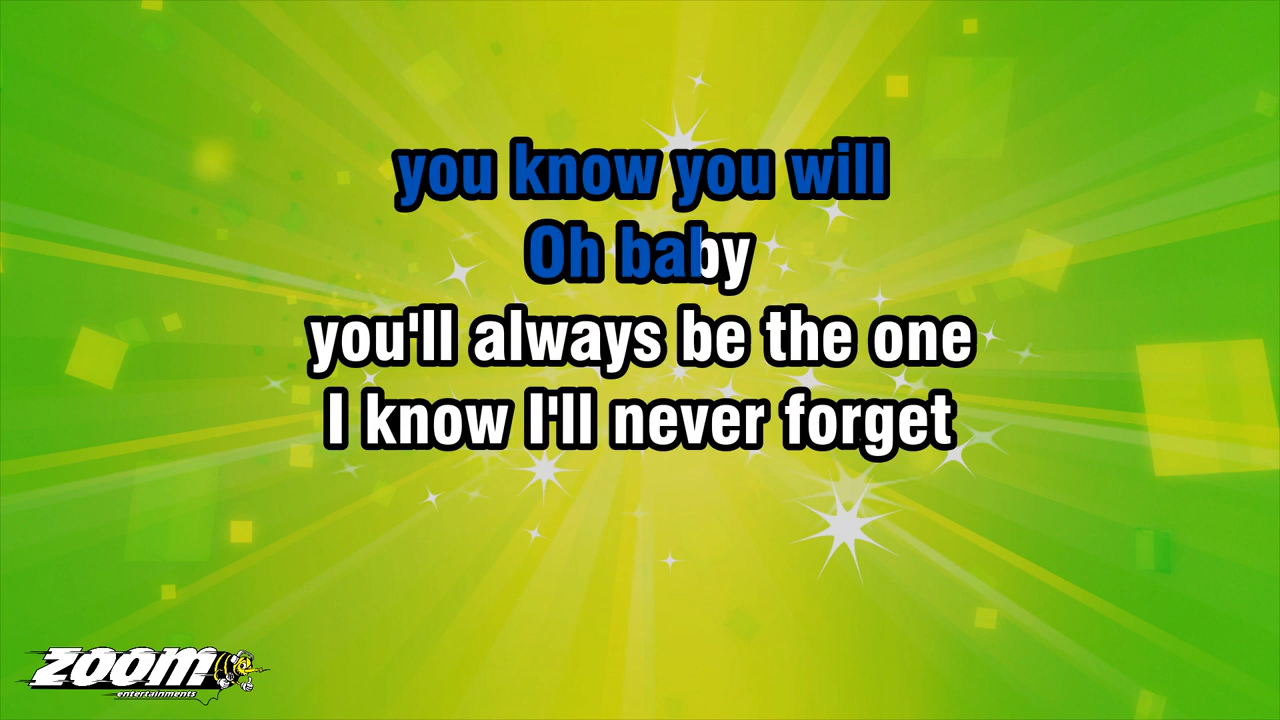 you know you will
Oh baby
you'll always be the one
I know I'll never forget
zoom
entertainments